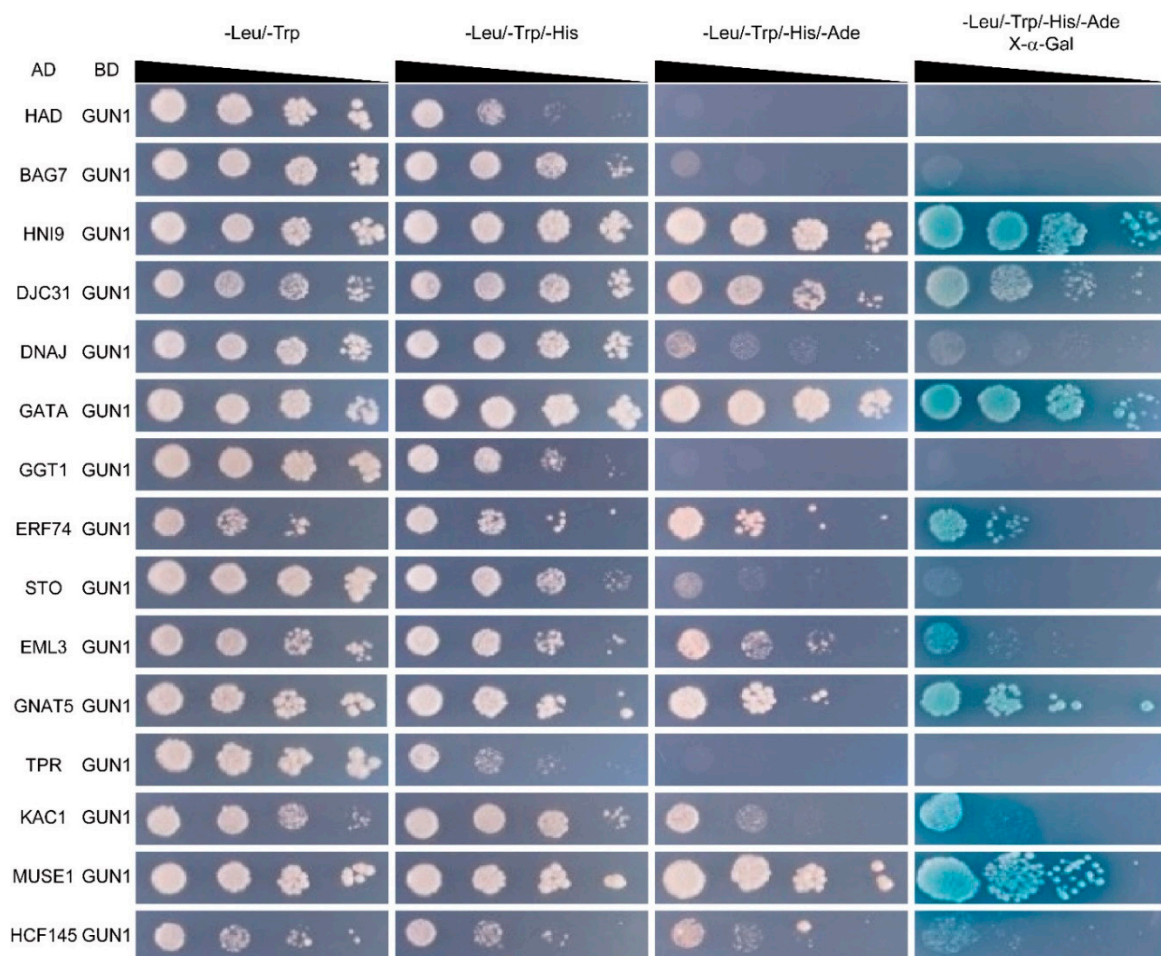 -Leu/-Trp -Leu/-Trp/-His -Leu/-Trp/-His/-Ade -Leu/-Trp/-His/-Ade
X-α-Gal
AD BD
HAD GUN1
BAG7 GUN1
HNI9 GUN1
DJC31 GUN1
DNAJ GUN1
GATA GUN1
GGT1 GUN1
ERF74 GUN1
STO GUN1
EML3 GUN1
GNAT5 GUN1
TPR GUN1
KAC1 GUN1
MUSE1 GUN1
HCF145 GUN1